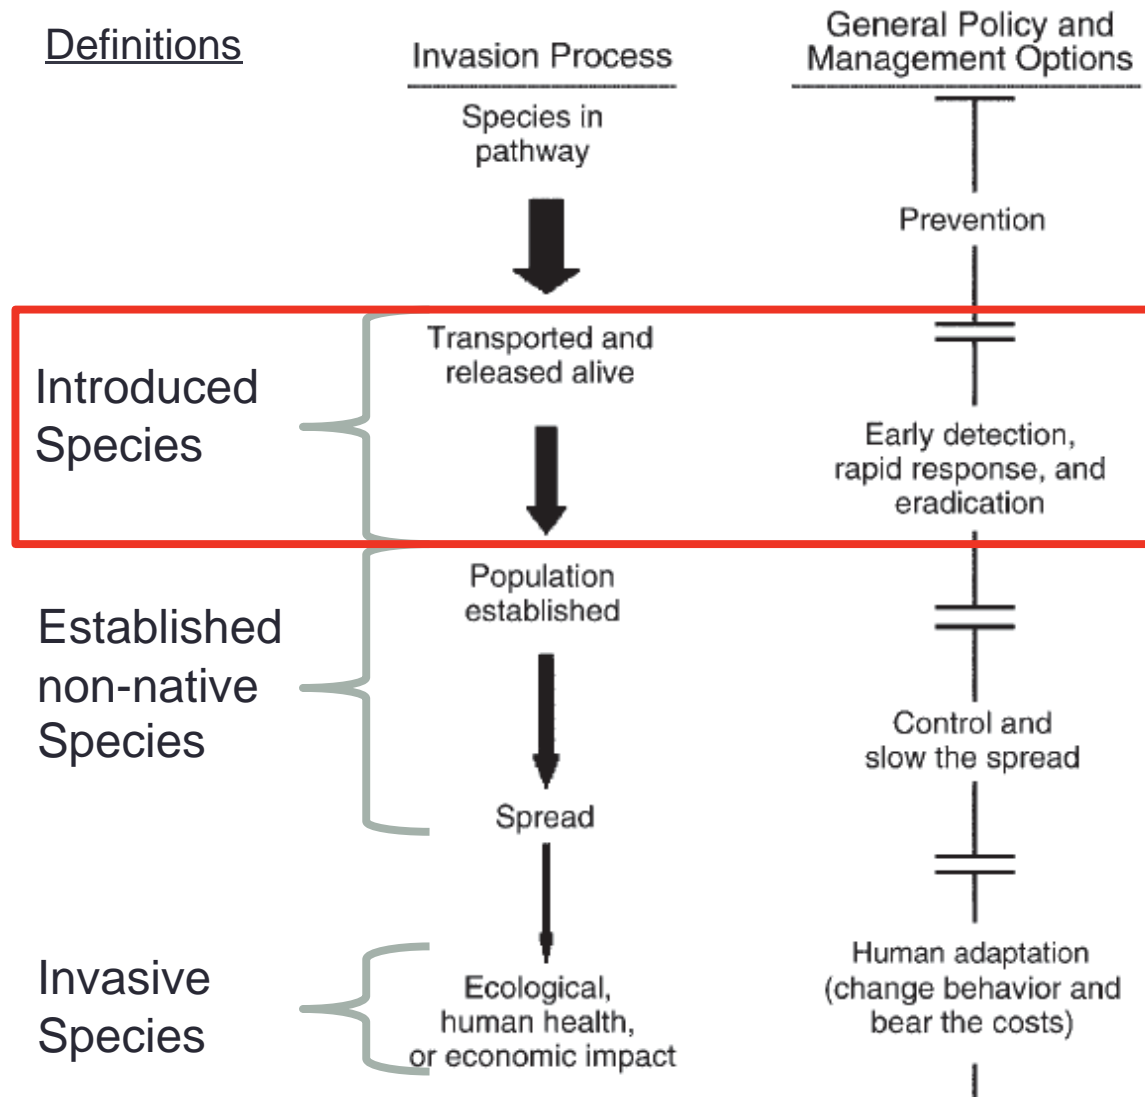 Definitions
Invasion Process
General Policy and
Management Options
Species in
pathway
Prevention
Introduced
Species
Transported and
released alive
Early detection,
rapid response, and
eradication
Established
non-native
Species
Population
established
Control and
slow the spread
Spread
Invasive
Species
Ecological,
human health,
or economic impact
Human adaptation
(change behavior and
bear the costs)